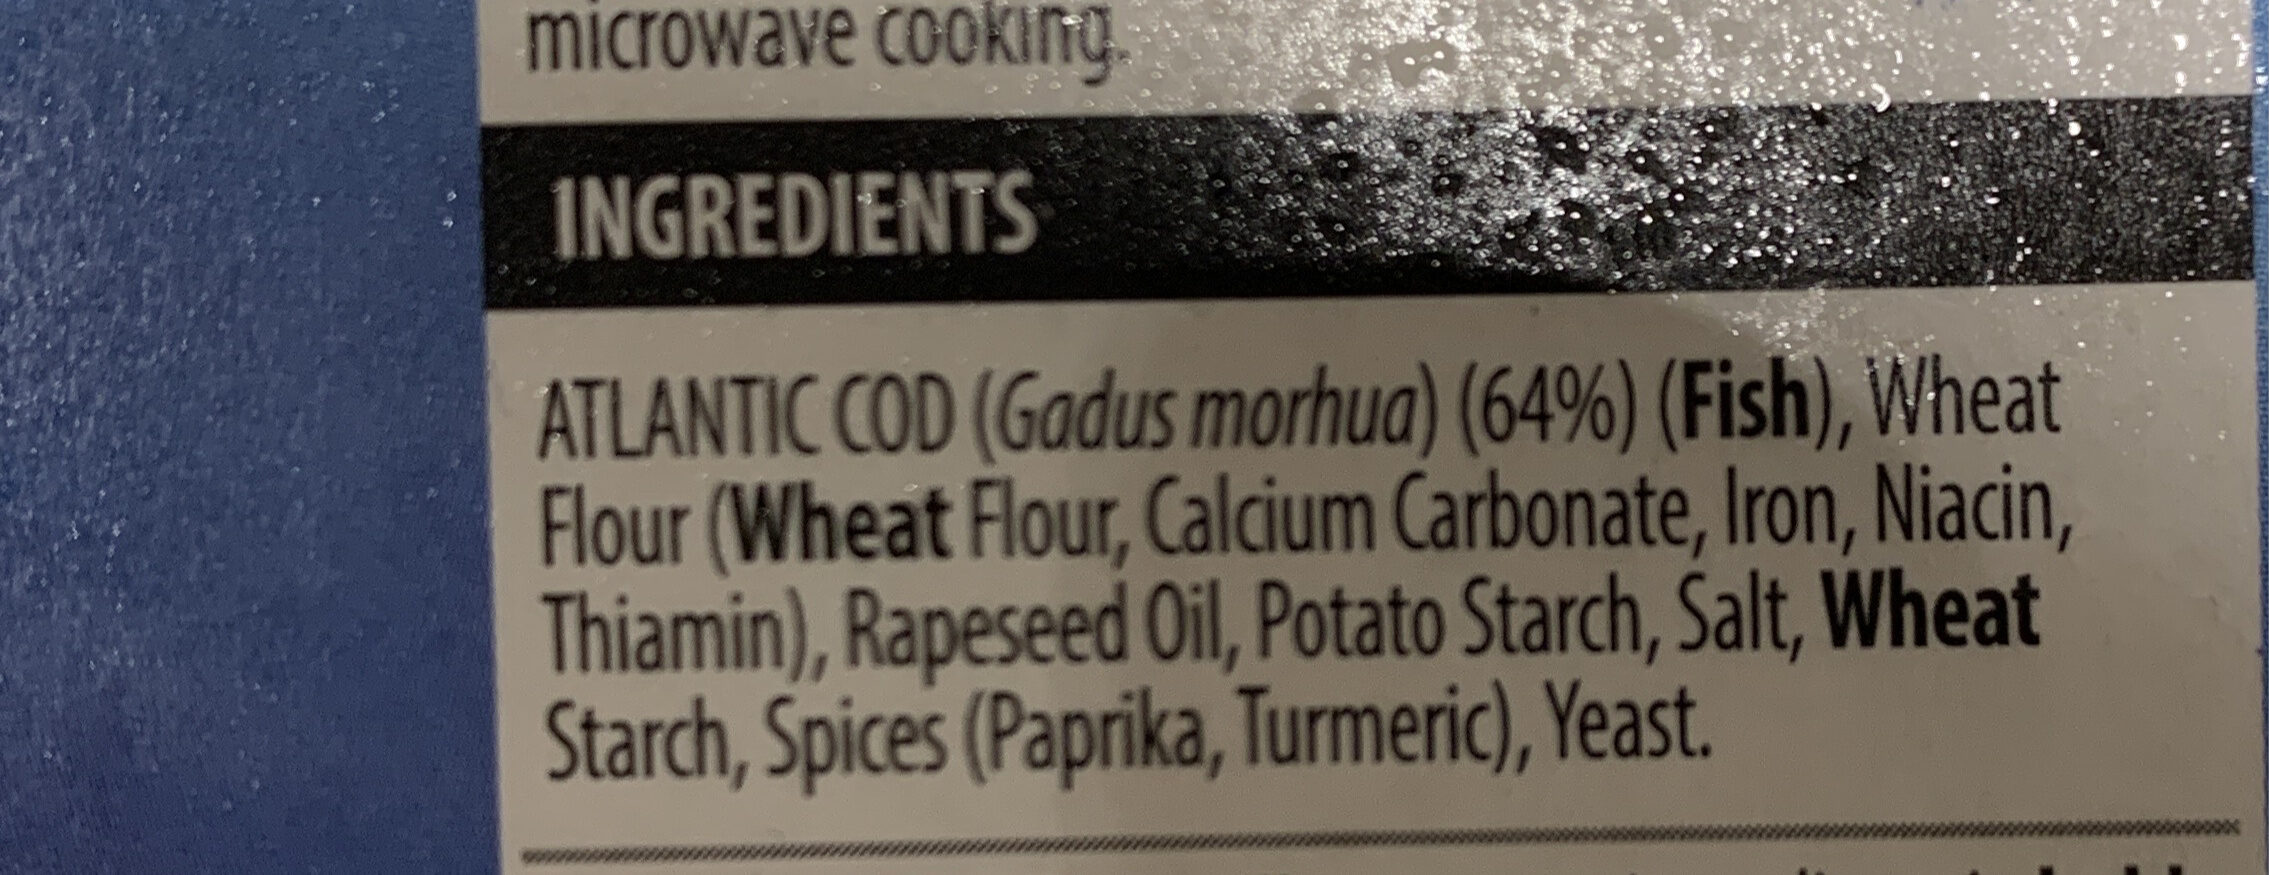 microwave cooking.
INGREDIENTS
ATLANTIC COD (Gadus morhua) (64%) (Fish), Wheat
Flour (Wheat Flour, Calcium Carbonate, Iron, Niacin,
Thiamin), Rapeseed Oil, Potato Starch, Salt, Wheat
Starch, Spices (Paprika, Turmeric), Yeast.